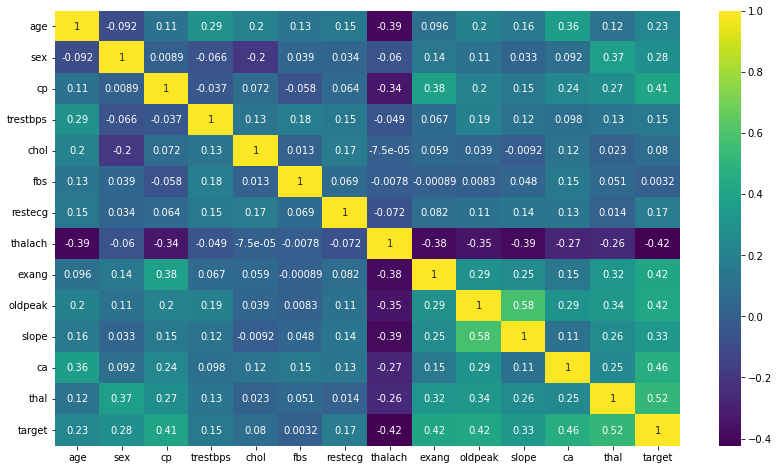 age 1 -0.092 0.11 0.29 0.2 0.13 0.15 -0.39 0.096 0.2 0.16 0.36 0.12 0.23
sex -0.092 1 0.0089 -0.066 -0.2 0.039 0.034 -0.06 0.14 0.11 0.033 0.092 0.37 0.28
cp 0.11 0.0089 1 -0.037 0.072 -0.058 0.064 -0.34 0.38 0.2 0.15 0.24 0.27 0.41
trestbps 0.29 -0.066 -0.037 1 0.13 0.18 0.15 -0.049 0.067 0.19 0.12 0.098 0.13 0.15
chol 0.2 -0.2 0.072 0.13 1 0.013 0.17 -7.5e-05 0.059 0.039 -0.0092 0.12 0.023 0.08
fbs 0.13 0.039 -0.058 0.18 0.013 1 0.069 -0.0078 -0.00089 0.0083 0.048 0.15 0.051 0.0032
restecg 0.15 0.034 0.064 0.15 0.17 0.069 1 -0.072 0.082 0.11 0.14 0.13 0.014 0.17
thalach -0.39 -0.06 -0.34 -0.049 -7.5e-05 -0.0078 -0.072 1 -0.38 -0.35 -0.39 -0.27 -0.26 -0.42
exang 0.096 0.14 0.38 0.067 0.059 -0.00089 0.082 -0.38 1 0.29 0.25 0.15 0.32 0.42
oldpeak 0.2 0.11 0.2 0.19 0.039 0.0083 0.11 -0.35 0.29 1 0.58 0.29 0.34 0.42
slope 0.16 0.033 0.15 0.12 -0.0092 0.048 0.14 -0.39 0.25 0.58 1 0.11 0.26 0.33
ca 0.36 0.092 0.24 0.098 0.12 0.15 0.13 -0.27 0.15 0.29 0.11 1 0.25 0.46
thal 0.12 0.37 0.27 0.13 0.023 0.051 0.014 -0.26 0.32 0.34 0.26 0.25 1 0.52
target 0.23 0.28 0.41 0.15 0.08 0.0032 0.17 -0.42 0.42 0.42 0.33 0.46 0.52 1
age sex cp trestbps chol fbs restecg thalach exang oldpeak slope ca thal target
1.0
0.8
0.6
0.4
0.2
0.0
−0.2
−0.4